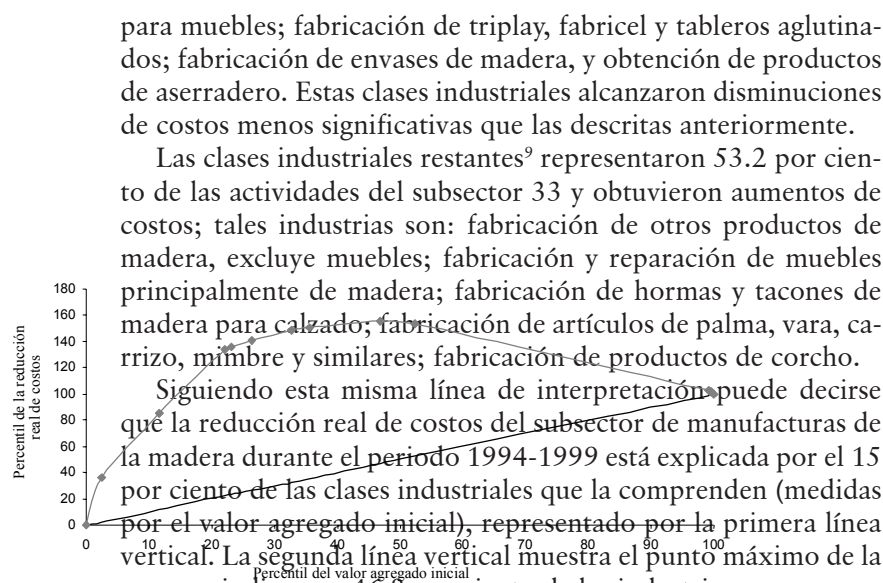 para muebles; fabricación de triplay, fabricel y tableros aglutina-
dos; fabricación de envases de madera, y obtención de productos
de aserradero. Estas clases industriales alcanzaron disminuciones
de costos menos significativas que las descritas anteriormente.
Las clases industriales restantes⁹ representaron 53.2 por cien-
to de las actividades del subsector 33 y obtuvieron aumentos de
costos; tales industrias son: fabricación de otros productos de
madera, excluye muebles; fabricación y reparación de muebles
principalmente de madera; fabricación de hormas y tacones de
madera para calzado; fabricación de artículos de palma, vara, ca-
rrizo, mimbre y similares; fabricación de productos de corcho.
Siguiendo esta misma línea de interpretación puede decirse
que la reducción real de costos del subsector de manufacturas de
la madera durante el periodo 1994-1999 está explicada por el 15
por ciento de las clases industriales que la comprenden (medidas
por el valor agregado inicial), representado por la primera línea
vertical. La segunda línea vertical muestra el punto máximo de la
Percentil de la reducción
real de costos
180
160
140
120
100
80
60
40
20
0
0 10 20 30 40 50 60 70 80 90 100
Percentil del valor agregado inicial